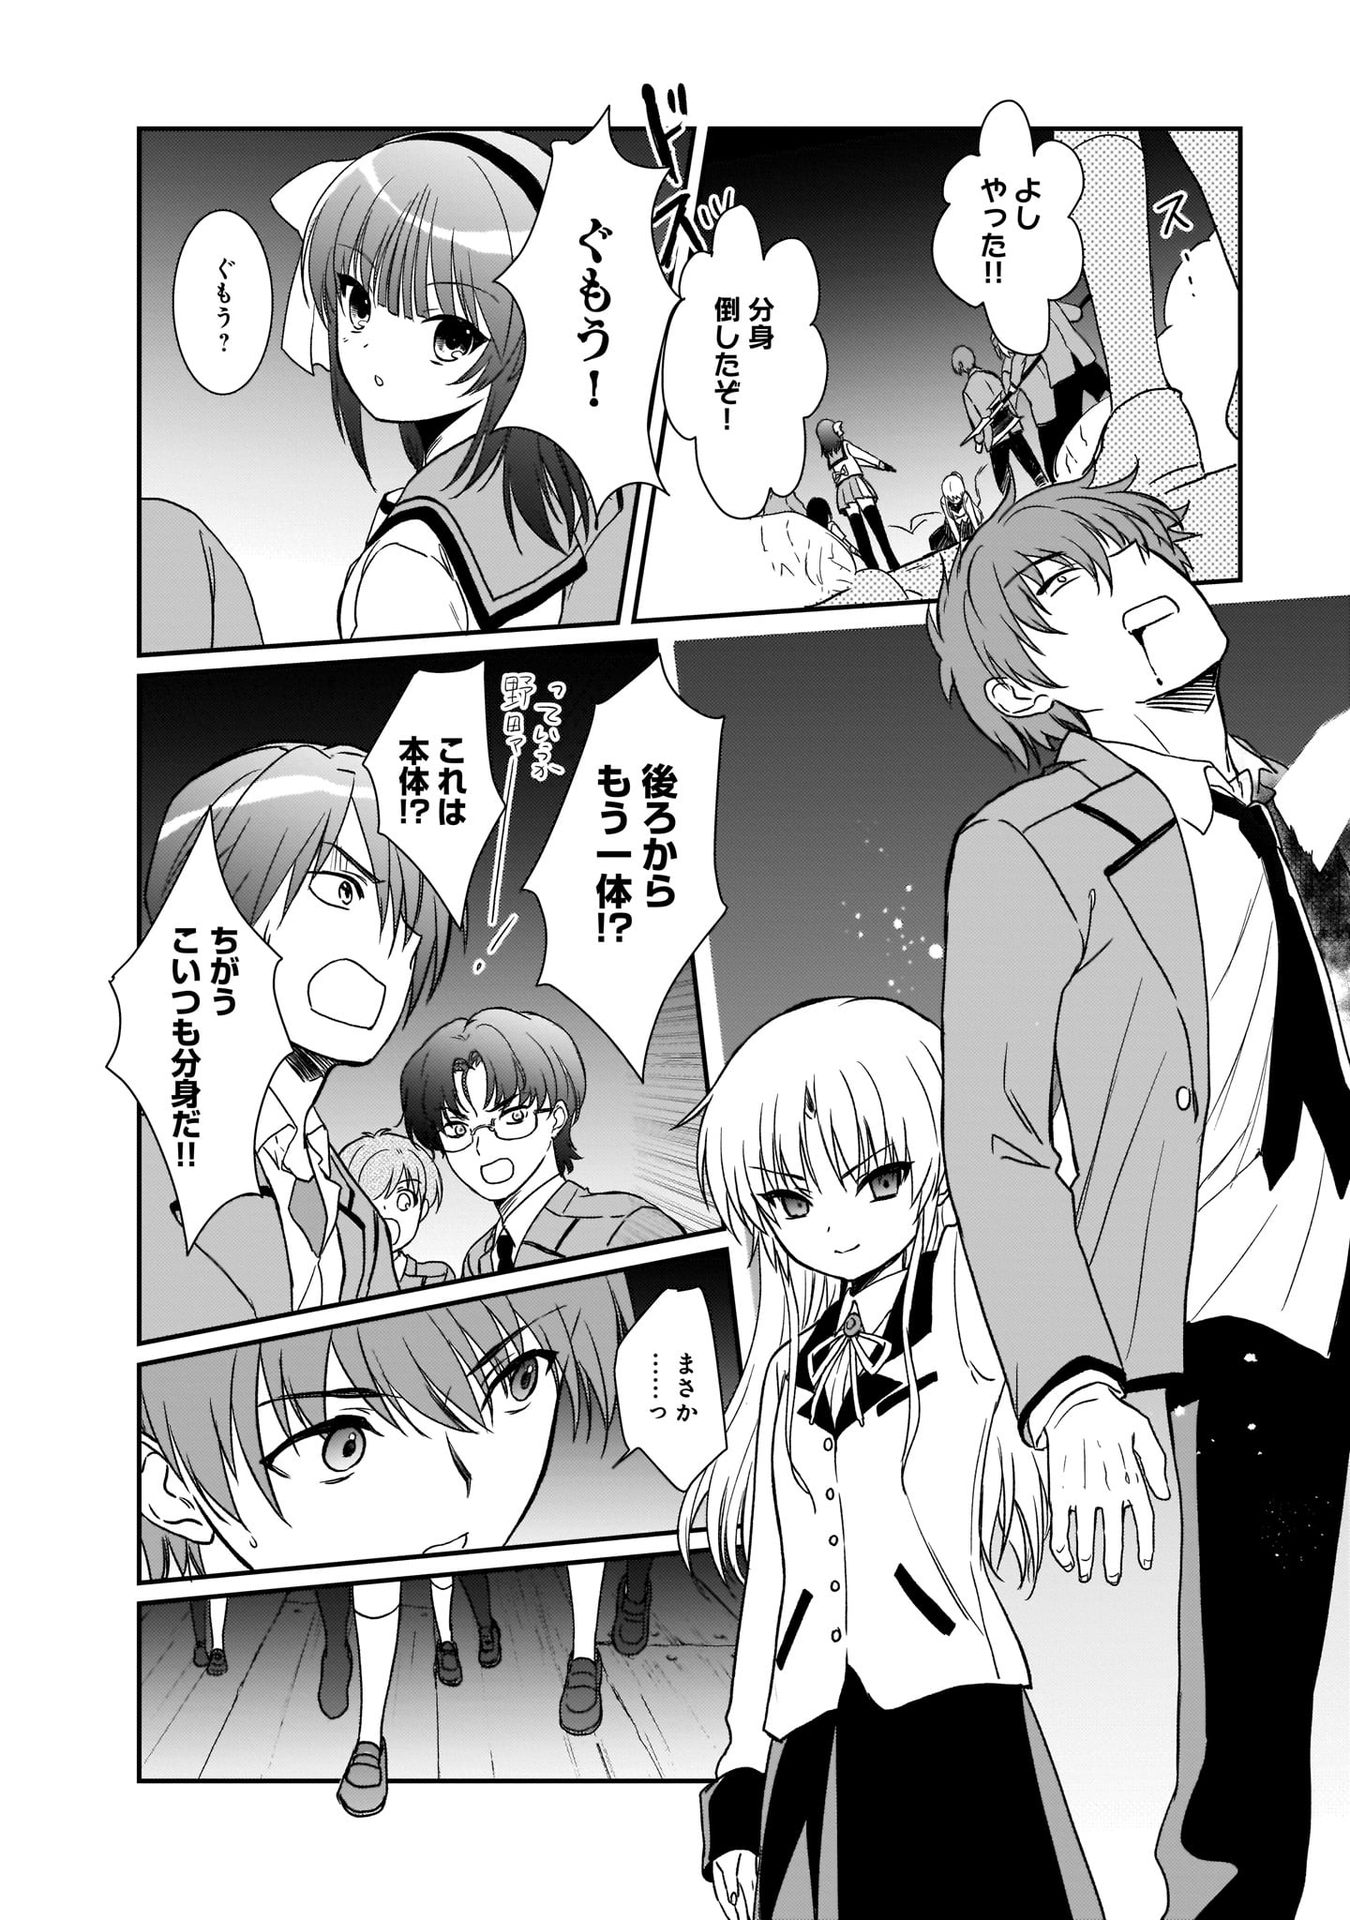 よし
やった!!
ス…
分身
倒したぞ!
ドスッ
ぐもう!
ぐもう?
後ろから
もう一体!?
っていうか
野田ァ……
これは
本体!?
ちがう
こいつも分身だ!!
まさか
……っ